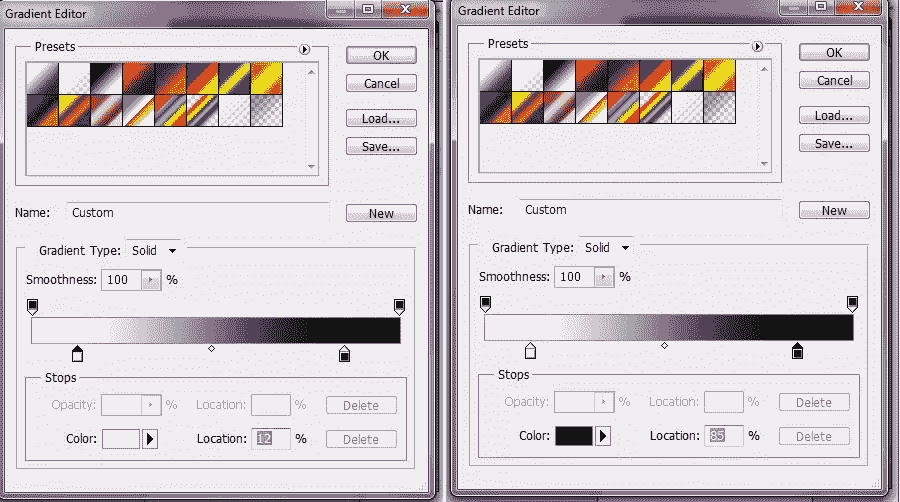 Gradient Editor
Presets
OK
Cancel
Load...
Save...
Name: Custom
New
Gradient Type: Solid
Smoothness: 100 %
Stops
Opacity: % Location: % Delete
Color: Location: 12 % Delete
Gradient Editor
Presets
OK
Cancel
Load...
Save...
Name: Custom
New
Gradient Type: Solid
Smoothness: 100 %
Stops
Opacity: % Location: % Delete
Color: Location: 85 % Delete